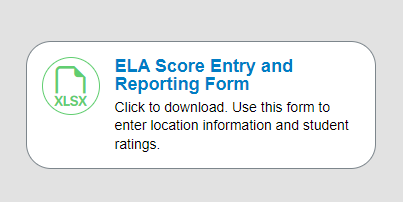 ELA Score Entry and
Reporting Form
XLSX
Click to download. Use this form to
enter location information and student
ratings.